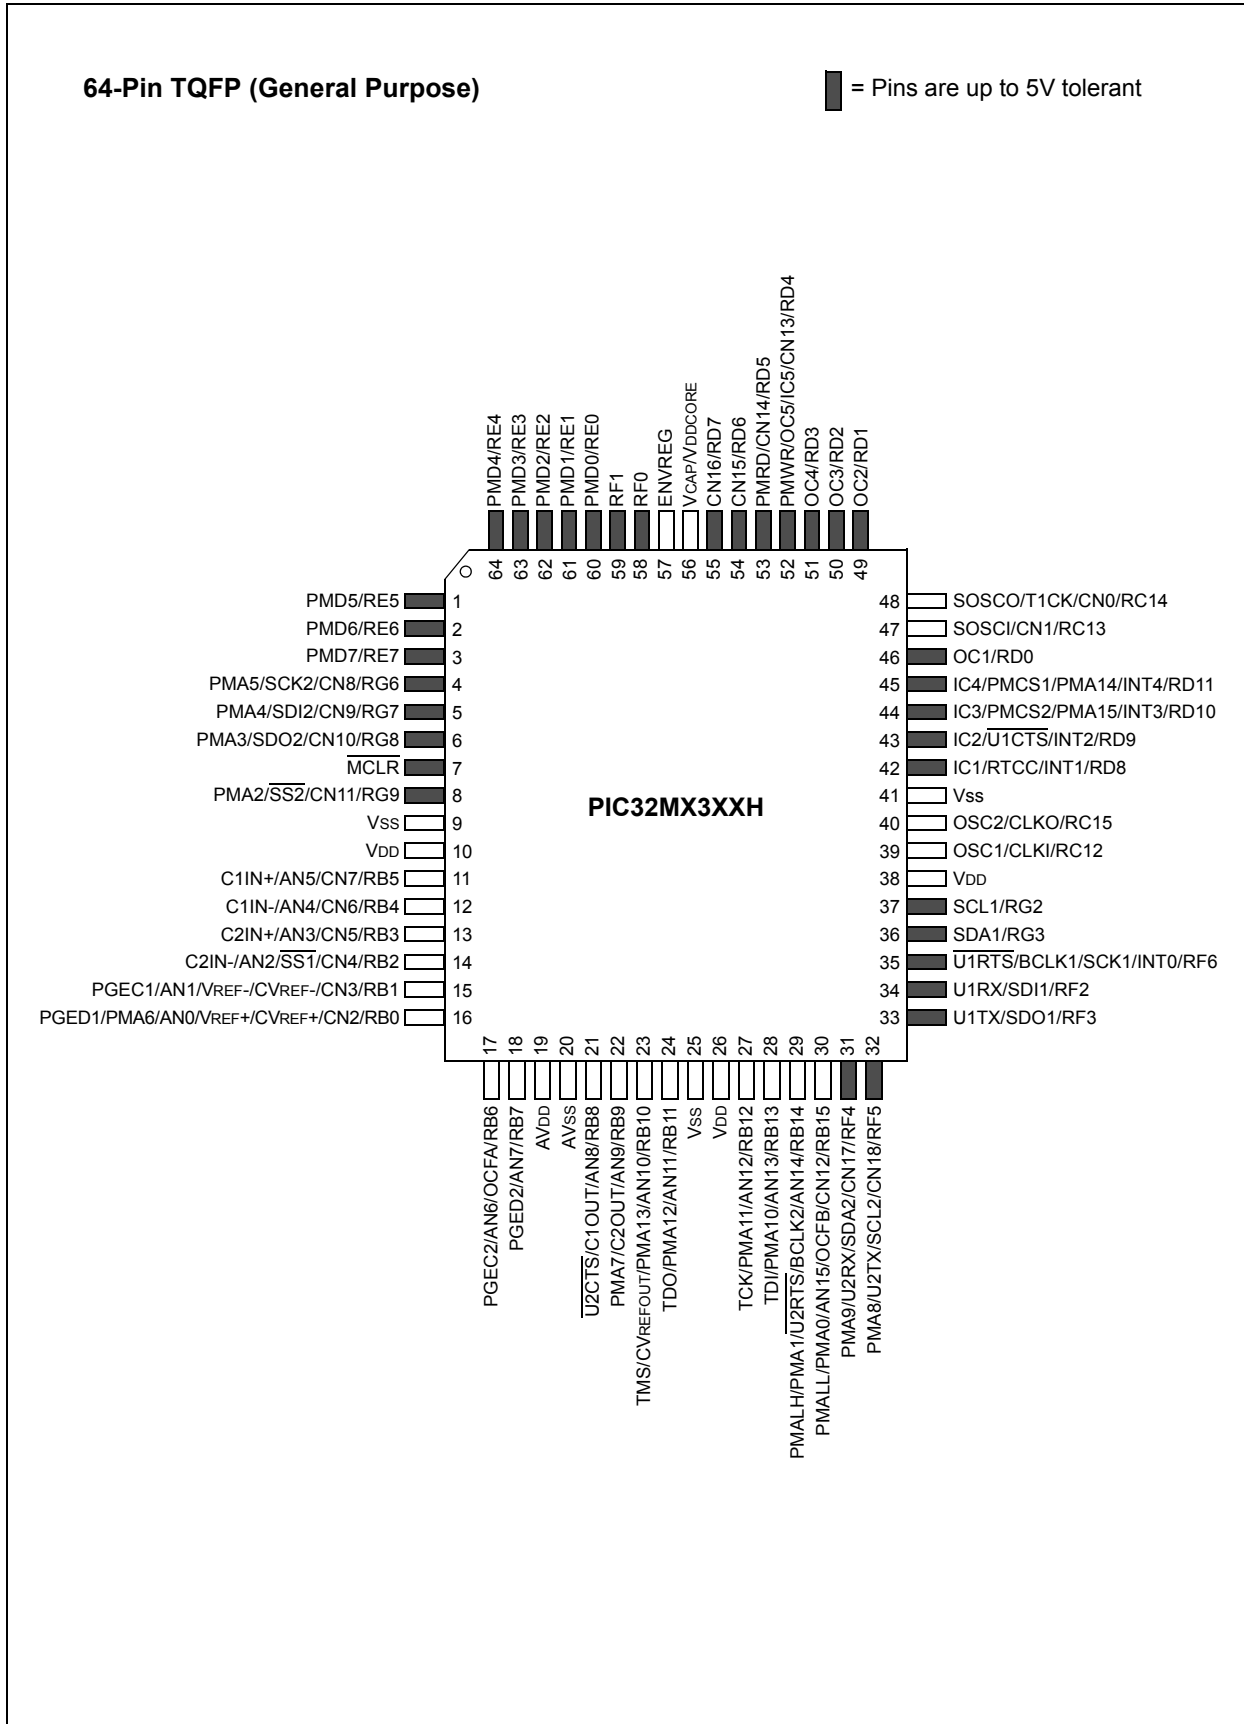 64-Pin TQFP (General Purpose)
= Pins are up to 5V tolerant
PMD4/RE4
PMD3/RE3
PMD2/RE2
PMD1/RE1
PMD0/RE0
RF1
RF0
ENVREG
VCAP/VDDCORE
CN16/RD7
CN15/RD6
PMRD/CN14/RD5
PMWR/OC5/IC5/CN13/RD4
OC4/RD3
OC3/RD2
OC2/RD1
64 63 62 61 60 59 58 57 56 55 54 53 52 51 50 49
PMD5/RE5 1
PMD6/RE6 2
PMD7/RE7 3
PMA5/SCK2/CN8/RG6 4
PMA4/SDI2/CN9/RG7 5
PMA3/SDO2/CN10/RG8 6
MCLR 7
PMA2/SS2/CN11/RG9 8
VSS 9
VDD 10
C1IN+/AN5/CN7/RB5 11
C1IN-/AN4/CN6/RB4 12
C2IN+/AN3/CN5/RB3 13
C2IN-/AN2/SS1/CN4/RB2 14
PGEC1/AN1/VREF-/CVREF-/CN3/RB1 15
PGED1/PMA6/AN0/VREF+/CVREF+/CN2/RB0 16
PIC32MX3XXH
48 SOSCO/T1CK/CN0/RC14
47 SOSCI/CN1/RC13
46 OC1/RD0
45 IC4/PMCS1/PMA14/INT4/RD11
44 IC3/PMCS2/PMA15/INT3/RD10
43 IC2/U1CTS/INT2/RD9
42 IC1/RTCC/INT1/RD8
41 Vss
40 OSC2/CLKO/RC15
39 OSC1/CLKI/RC12
38 VDD
37 SCL1/RG2
36 SDA1/RG3
35 U1RTS/BCLK1/SCK1/INT0/RF6
34 U1RX/SDI1/RF2
33 U1TX/SDO1/RF3
17 18 19 20 21 22 23 24 25 26 27 28 29 30 31 32
PGEC2/AN6/OCFA/RB6
PGED2/AN7/RB7
AVDD
AVSS
U2CTS/C1OUT/AN8/RB8
PMA7/C2OUT/AN9/RB9
TMS/CVREFOUT/PMA13/AN10/RB10
TDO/PMA12/AN11/RB11
VSS
VDD
TCK/PMA11/AN12/RB12
TDI/PMA10/AN13/RB13
PMALH/PMA1/U2RTS/BCLK2/AN14/RB14
PMALL/PMA0/AN15/OCFB/CN12/RB15
PMA9/U2RX/SDA2/CN17/RF4
PMA8/U2TX/SCL2/CN18/RF5